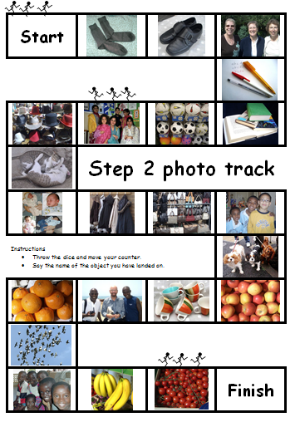 Start
Step 2 photo track
Instructions
Throw the dice and move your counter.
Say the name of the object you have landed on.
Finish